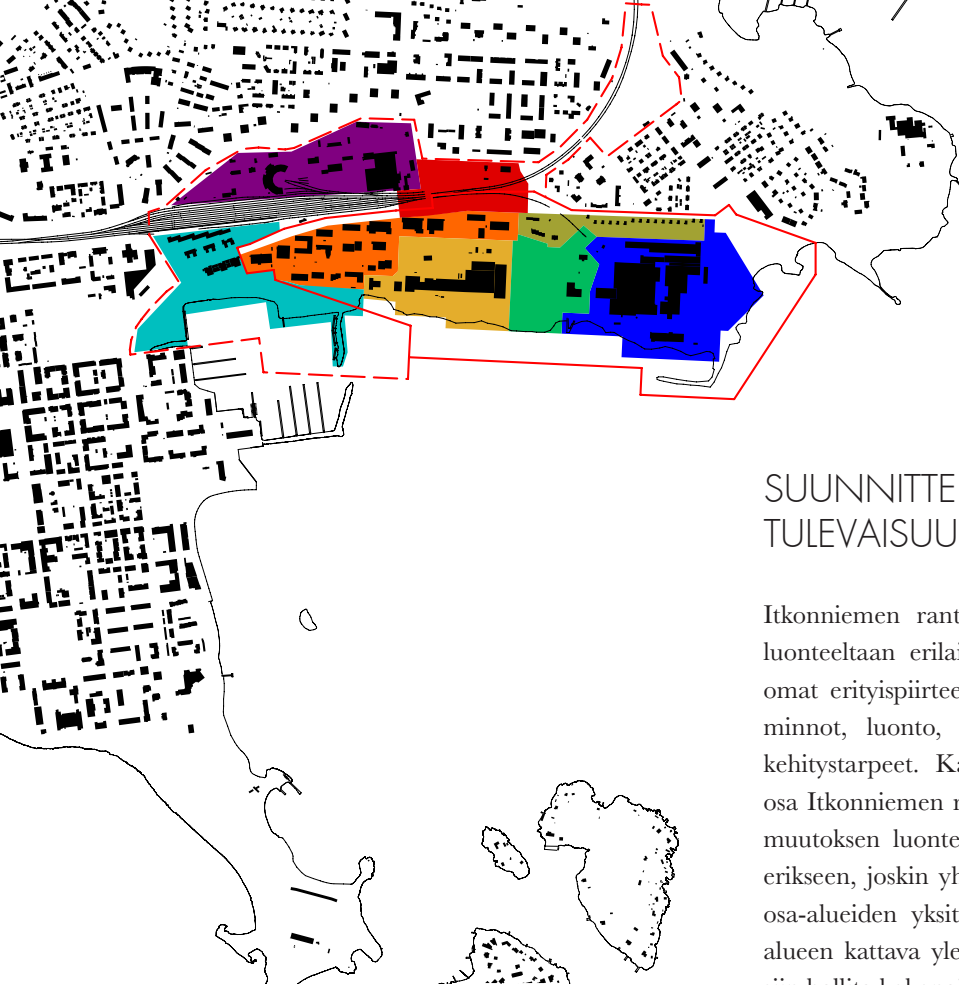 SUUNNITTE
TULEVAISUU
Itkonniemen rant
luonteeltaan erilai
omat erityispiirtee
minnot, luonto,
kehitystarpeet. Ka
osa Itkonniemen r
muutoksen luonte
erikseen, joskin yh
osa-alueiden yksit
alueen kattava yle